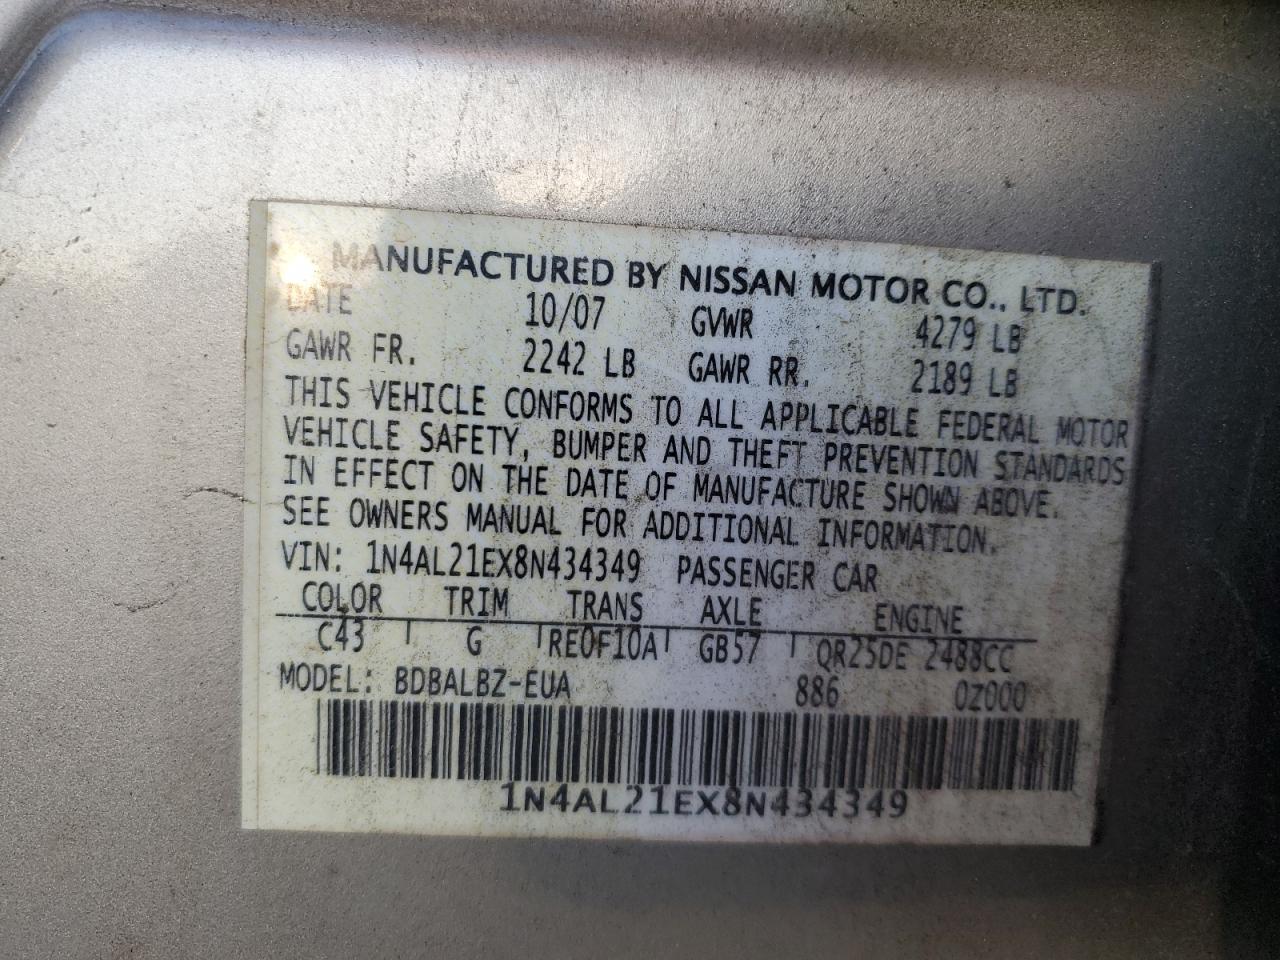 MANUFACTURED BY NISSAN MOTOR CO., LTD.
DATE 10/07 GVWR 4279 LB
GAWR FR. 2242 LB GAWR RR. 2189 LB
THIS VEHICLE CONFORMS TO ALL APPLICABLE FEDERAL MOTOR
VEHICLE SAFETY, BUMPER AND THEFT PREVENTION STANDARDS
IN EFFECT ON THE DATE OF MANUFACTURE SHOWN ABOVE.
SEE OWNERS MANUAL FOR ADDITIONAL INFORMATION.
VIN: 1N4AL21EX8N434349 PASSENGER CAR
COLOR TRIM TRANS AXLE ENGINE
C43 G RE0F10A GB57 QR25DE 2488CC
MODEL: BDBALBZ-EUA 886 0Z000
1N4AL21EX8N434349